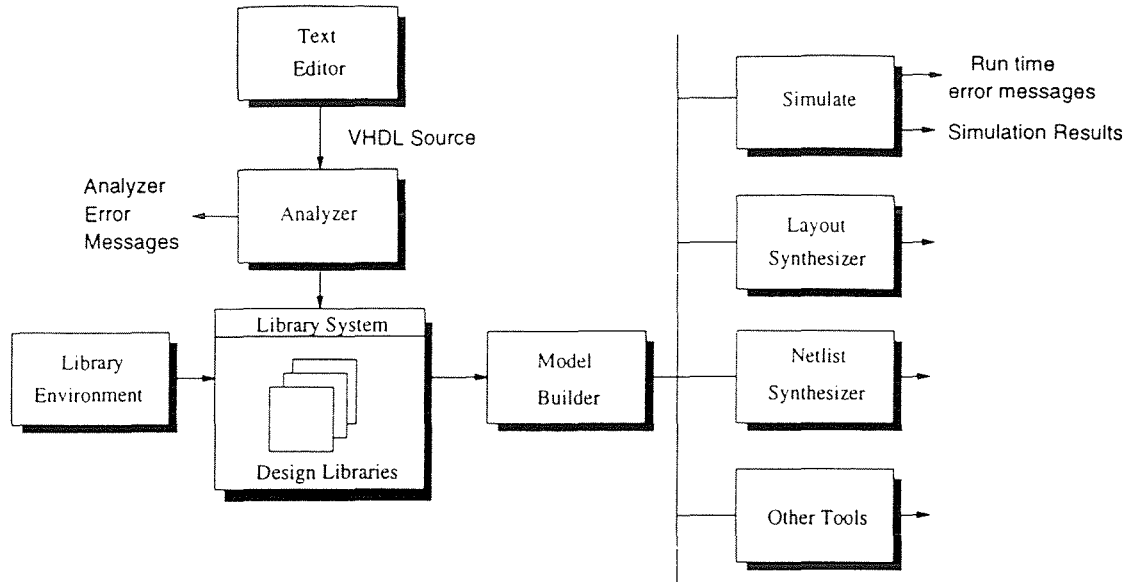 Text
Editor
VHDL Source
Analyzer
Error
Messages
Analyzer
Library
Environment
Library System
Design Libraries
Model
Builder
Simulate
Run time
error messages
Simulation Results
Layout
Synthesizer
Netlist
Synthesizer
Other Tools